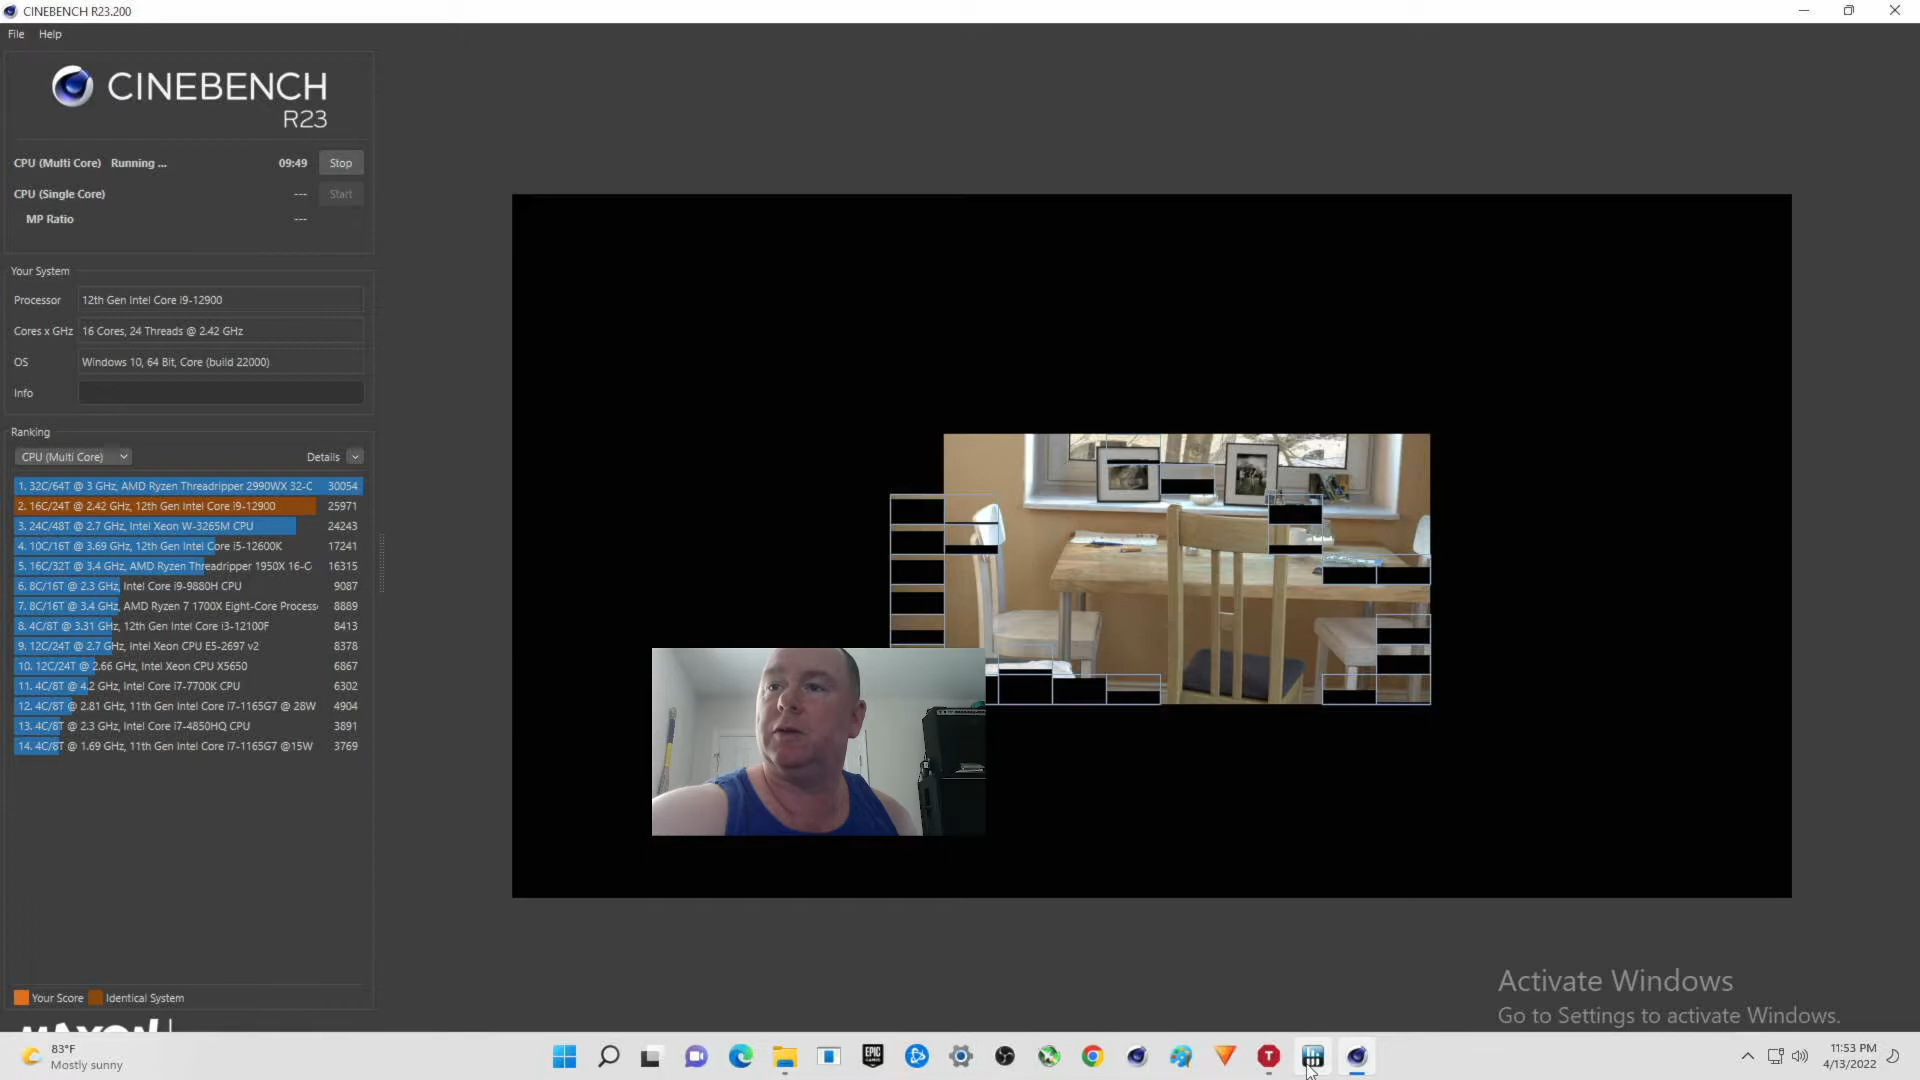 CINEBENCH R23.200
File Help
CINEBENCH
R23
CPU (Multi Core) Running ... 09:49 Stop
CPU (Single Core) --- Start
MP Ratio ---
Your System
Processor 12th Gen Intel Core i9-12900
Cores x GHz 16 Cores, 24 Threads @ 2.42 GHz
OS Windows 10, 64 Bit, Core (build 22000)
Info
Ranking
CPU (Multi Core) Details
1. 32C/64T @ 3 GHz, AMD Ryzen Threadripper 2990WX 32-C 30054
2. 16C/24T @ 2.42 GHz, 12th Gen Intel Core i9-12900 25971
3. 24C/48T @ 2.7 GHz, Intel Xeon W-3265M CPU 24243
4. 10C/16T @ 3.69 GHz, 12th Gen Intel Core i5-12600K 17241
5. 16C/32T @ 3.4 GHz, AMD Ryzen Threadripper 1950X 16-C 16315
6. 8C/16T @ 2.3 GHz, Intel Core i9-9880H CPU 9087
7. 8C/16T @ 3.4 GHz, AMD Ryzen 7 1700X Eight-Core Process 8889
8. 4C/8T @ 3.31 GHz, 12th Gen Intel Core i3-12100F 8413
9. 12C/24T @ 2.7 GHz, Intel Xeon CPU E5-2697 v2 8378
10. 12C/24T @ 2.66 GHz, Intel Xeon CPU X5650 6867
11. 4C/8T @ 4.2 GHz, Intel Core i7-7700K CPU 6302
12. 4C/8T @ 2.81 GHz, 11th Gen Intel Core i7-1165G7 @ 28W 4904
13. 4C/8T @ 2.3 GHz, Intel Core i7-4850HQ CPU 3891
14. 4C/8T @ 1.69 GHz, 11th Gen Intel Core i7-1165G7 @15W 3769
Your Score Identical System
MAXON
Activate Windows
Go to Settings to activate Windows.
83°F
Mostly sunny
EPIC
GAMES
T
11:53 PM
4/13/2022